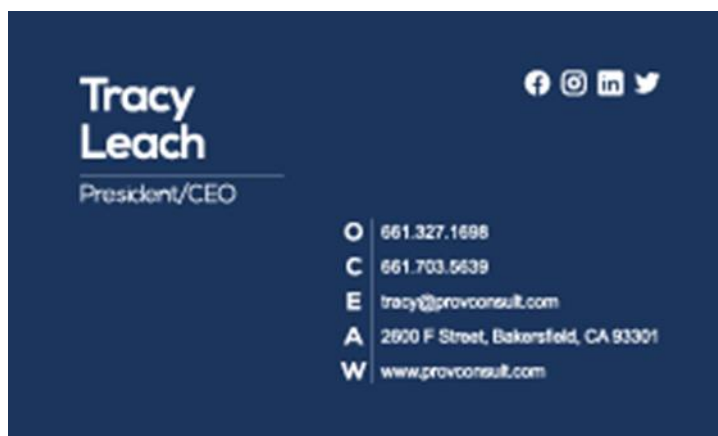 Tracy
Leach
President/CEO
O 661.327.1698
C 661.703.5639
E tracy@provconsult.com
A 2600 F Street, Bakersfield, CA 93301
W www.provconsult.com